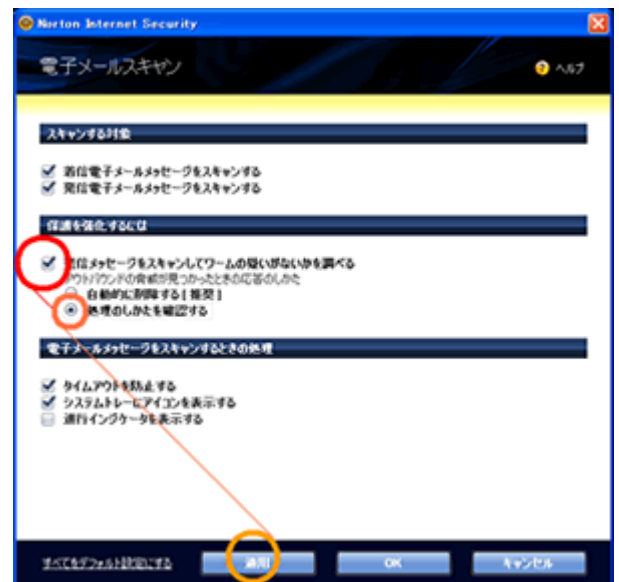 Norton Internet Security
電子メールスキャン
ヘルプ
スキャンする対象
着信電子メールメッセージをスキャンする
発信電子メールメッセージをスキャンする
保護を強化するには
発信メッセージをスキャンしてワームの疑いがないかを調べる
アウトバウンドの脅威が見つかったときの応答のしかた
自動的に削除する [ 推奨 ]
処理のしかたを確認する
電子メールメッセージをスキャンするときの処理
タイムアウトを防止する
システムトレーにアイコンを表示する
進行インジケータを表示する
すべてをデフォルト設定にする
適用
OK
キャンセル